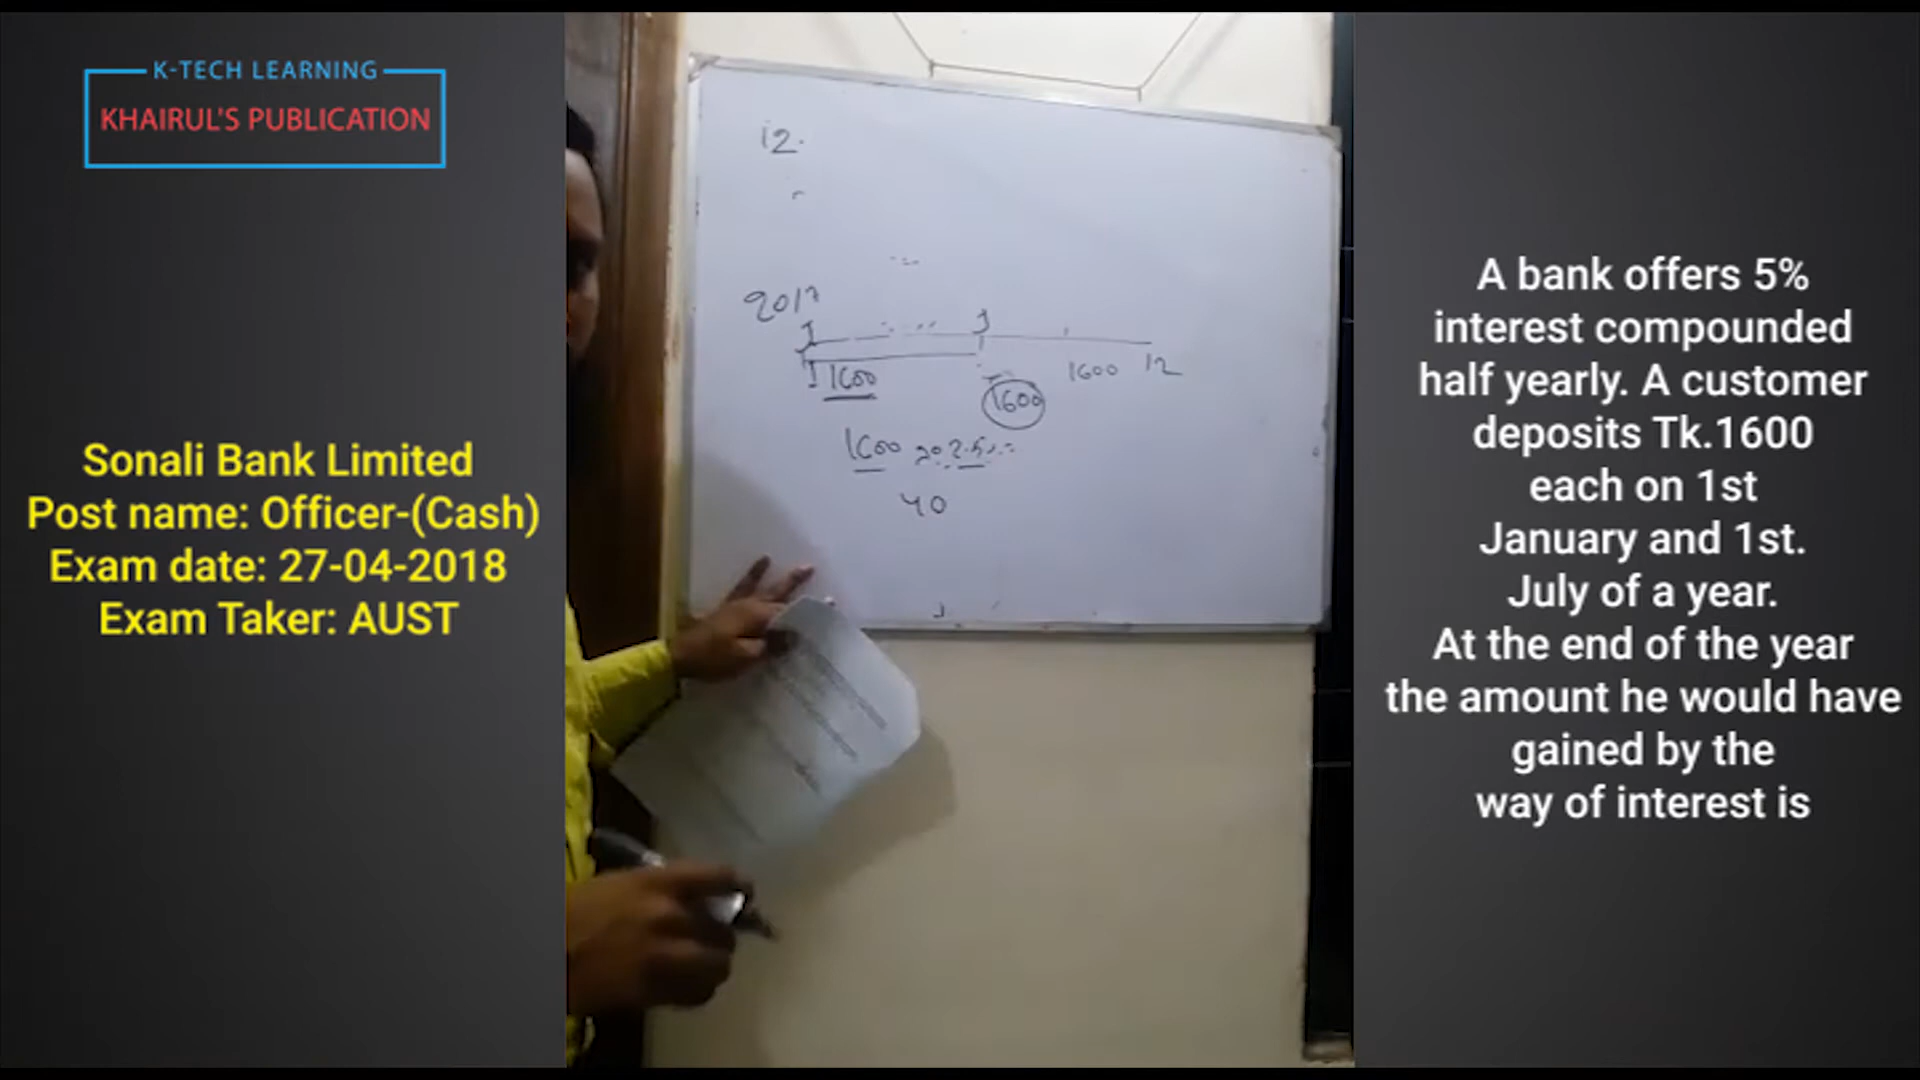 K-TECH LEARNING
KHAIRUL'S PUBLICATION
Sonali Bank Limited
Post name: Officer-(Cash)
Exam date: 27-04-2018
Exam Taker: AUST
12.
2017
J J
1600 1600 1600 12
1600
40
A bank offers 5%
interest compounded
half yearly. A customer
deposits Tk.1600
each on 1st
January and 1st.
July of a year.
At the end of the year
the amount he would have
gained by the
way of interest is